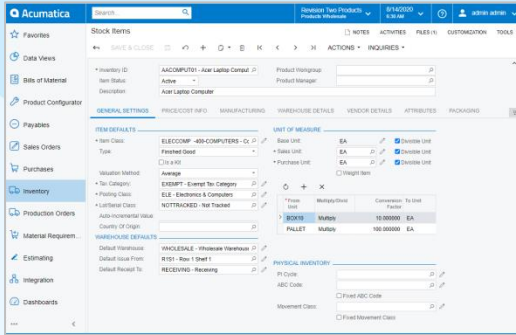 Acumatica
Search...
Revision Two Products
Products Wholesale
8/14/2020
6:36 AM
admin admin
Favorites
Data Views
Bills of Material
Product Configurator
Payables
Sales Orders
Purchases
Inventory
Production Orders
Material Requirem...
Estimating
Integration
Dashboards
Stock Items
NOTES ACTIVITIES FILES (1) CUSTOMIZATION TOOLS
SAVE & CLOSE ACTIONS INQUIRIES
* Inventory ID: AACOMPUT01 - Acer Laptop Comput
Product Workgroup:
Item Status: Active
Product Manager:
Description: Acer Laptop Computer
GENERAL SETTINGS PRICE/COST INFO MANUFACTURING WAREHOUSE DETAILS VENDOR DETAILS ATTRIBUTES PACKAGING
ITEM DEFAULTS
* Item Class: ELECCOMP -400-COMPUTERS - Cc
Type: Finished Good
Is a Kit
Valuation Method: Average
* Tax Category: EXEMPT - Exempt Tax Category
* Posting Class: ELE - Electronics & Computers
* Lot/Serial Class: NOTTRACKED - Not Tracked
Auto-Incremental Value:
Country Of Origin:
WAREHOUSE DEFAULTS
Default Warehouse: WHOLESALE - Wholesale Warehous
Default Issue From: R1S1 - Row 1 Shelf 1
Default Receipt To: RECEIVING - Receiving
UNIT OF MEASURE
* Base Unit: EA Divisible Unit
* Sales Unit: EA Divisible Unit
* Purchase Unit: EA Divisible Unit
Weight Item
* From Unit Multiply/Divid Conversion Factor To Unit
BOX10 Multiply 10.000000 EA
PALLET Multiply 100.000000 EA
PHYSICAL INVENTORY
PI Cycle:
ABC Code:
Fixed ABC Code
Movement Class:
Fixed Movement Class